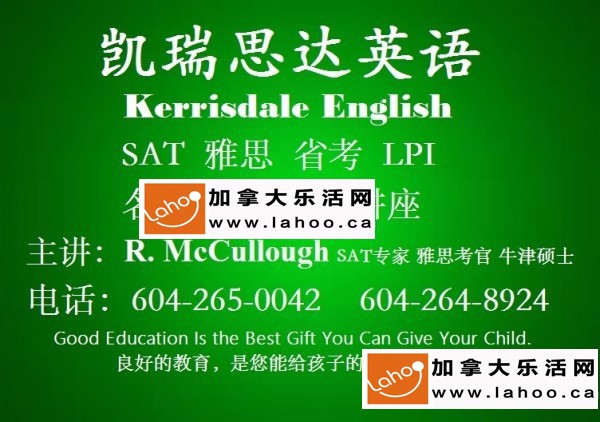 凯瑞思达英语
Kerrisdale English
SAT 雅思 省考 LPI
讲座
Lahoo 加拿大乐活网
www.lahoo.ca
主讲：R. McCullough SAT专家 雅思考官 牛津硕士
电话：604-265-0042 604-264-8924
Good Education Is the Best Gift You Can Give Your Child.
良好的教育，是您能给孩子的
Lahoo 加拿大乐活网
www.lahoo.ca